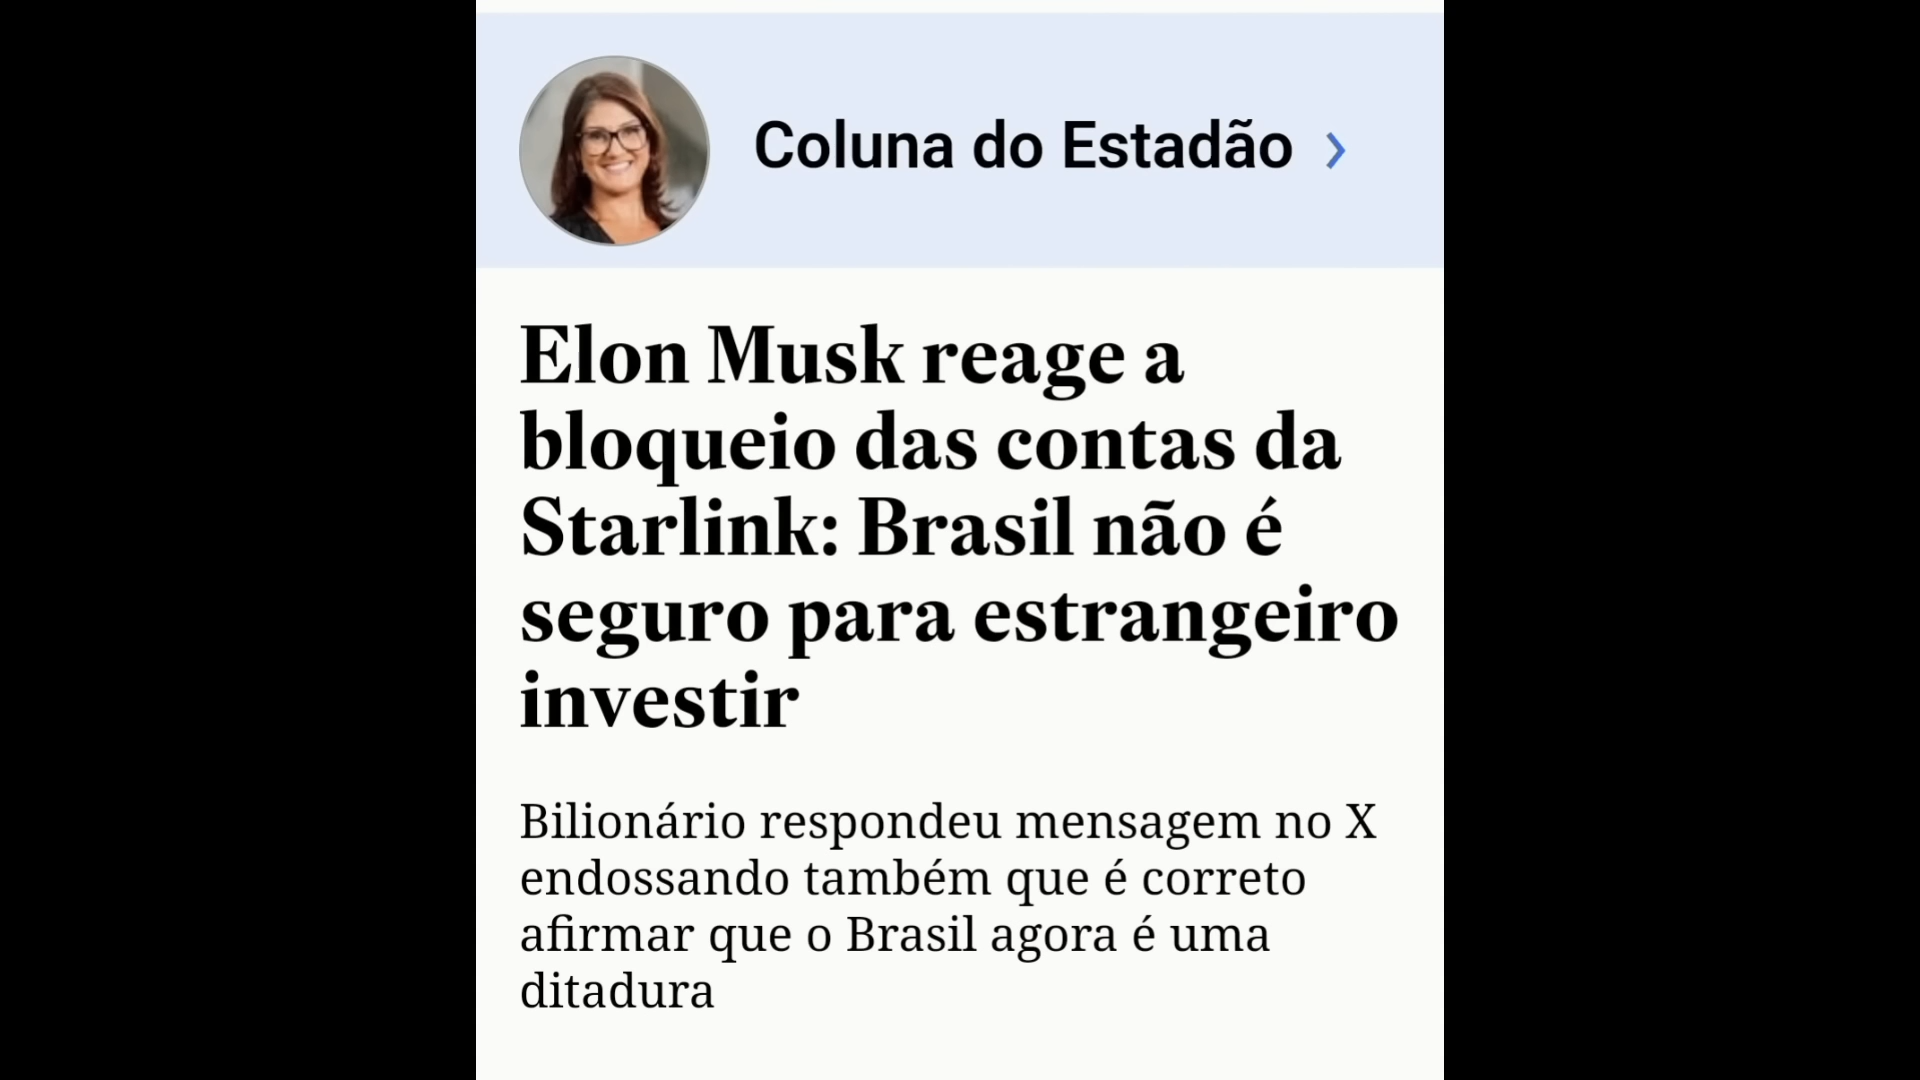 Coluna do Estadão
Elon Musk reage a
bloqueio das contas da
Starlink: Brasil não é
seguro para estrangeiro
investir
Bilionário respondeu mensagem no X
endossando também que é correto
afirmar que o Brasil agora é uma
ditadura